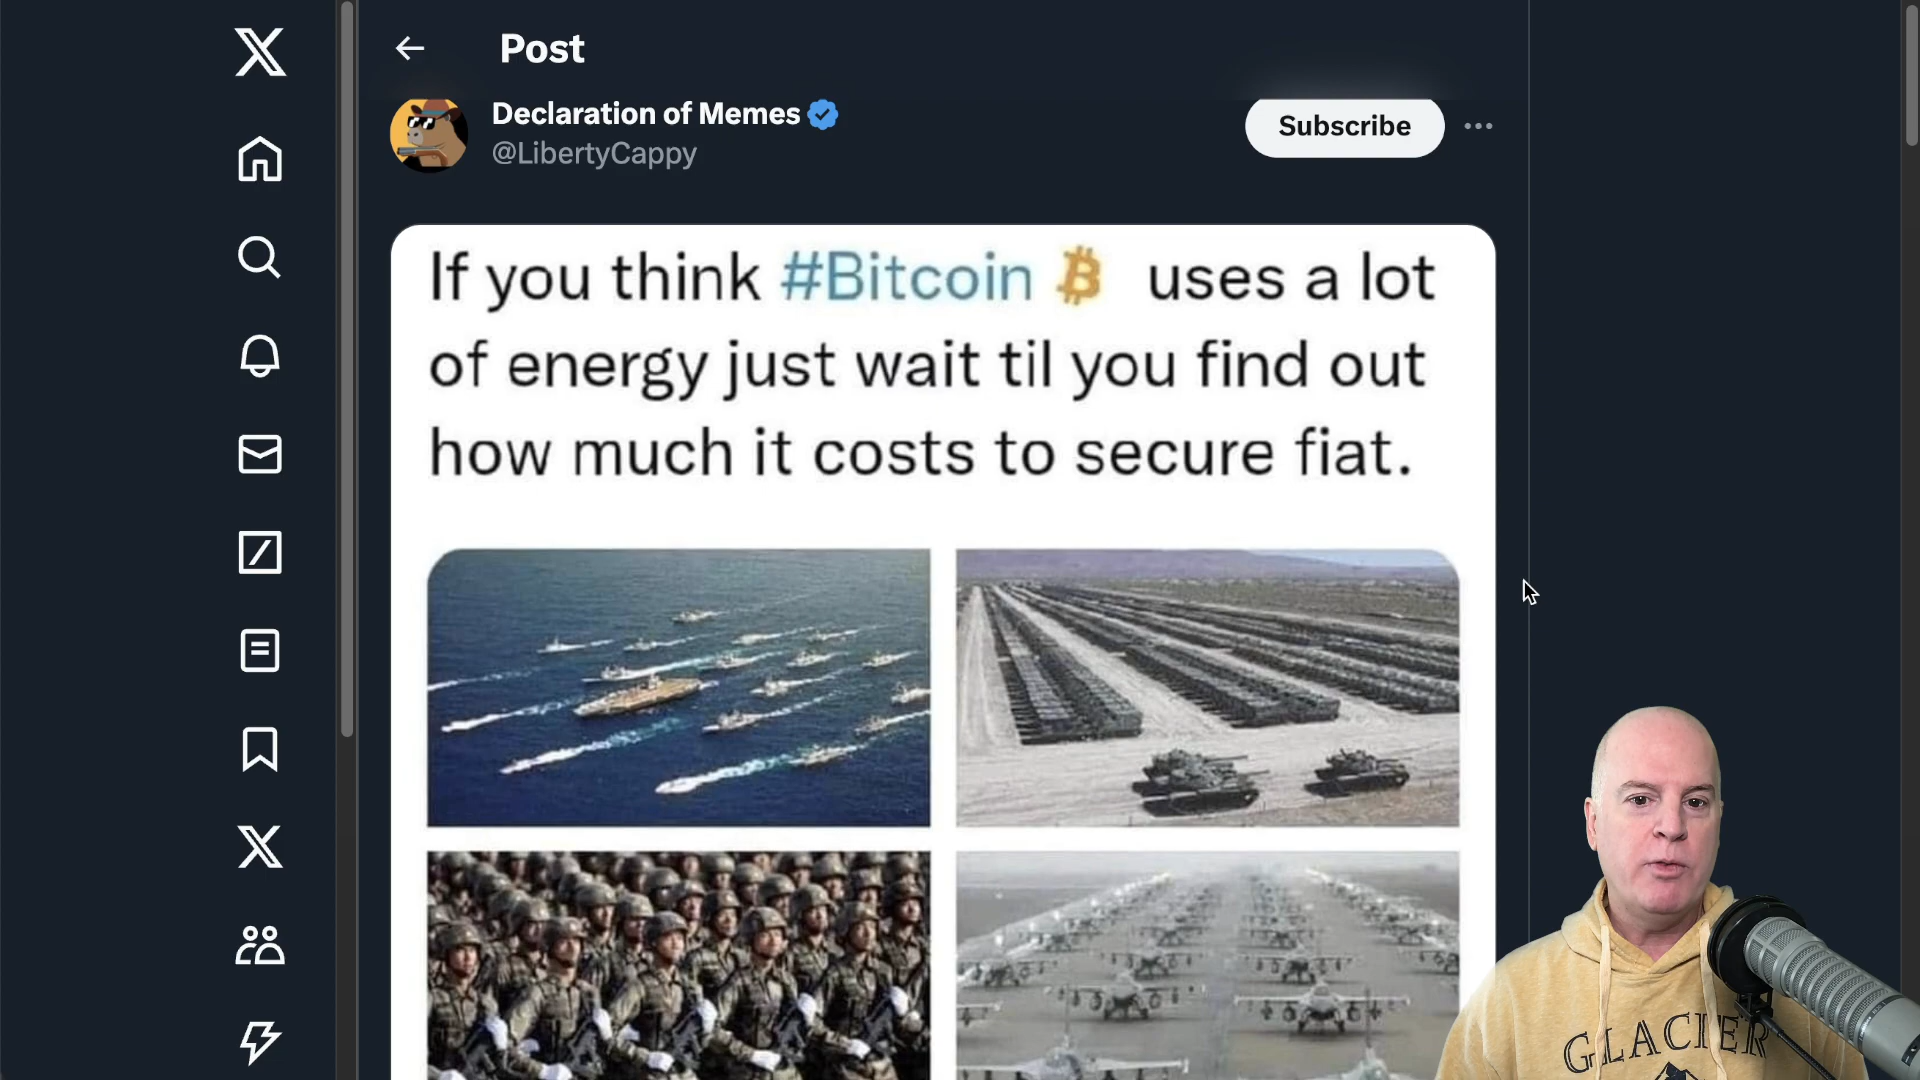 Post
Declaration of Memes
@LibertyCappy
Subscribe
If you think #Bitcoin uses a lot
of energy just wait til you find out
how much it costs to secure fiat.
GLACIER